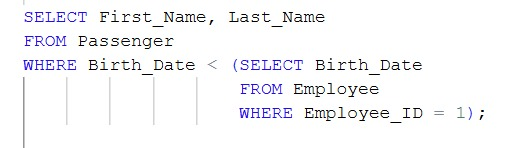 SELECT First_Name, Last_Name
FROM Passenger
WHERE Birth_Date < (SELECT Birth_Date
FROM Employee
WHERE Employee_ID = 1);